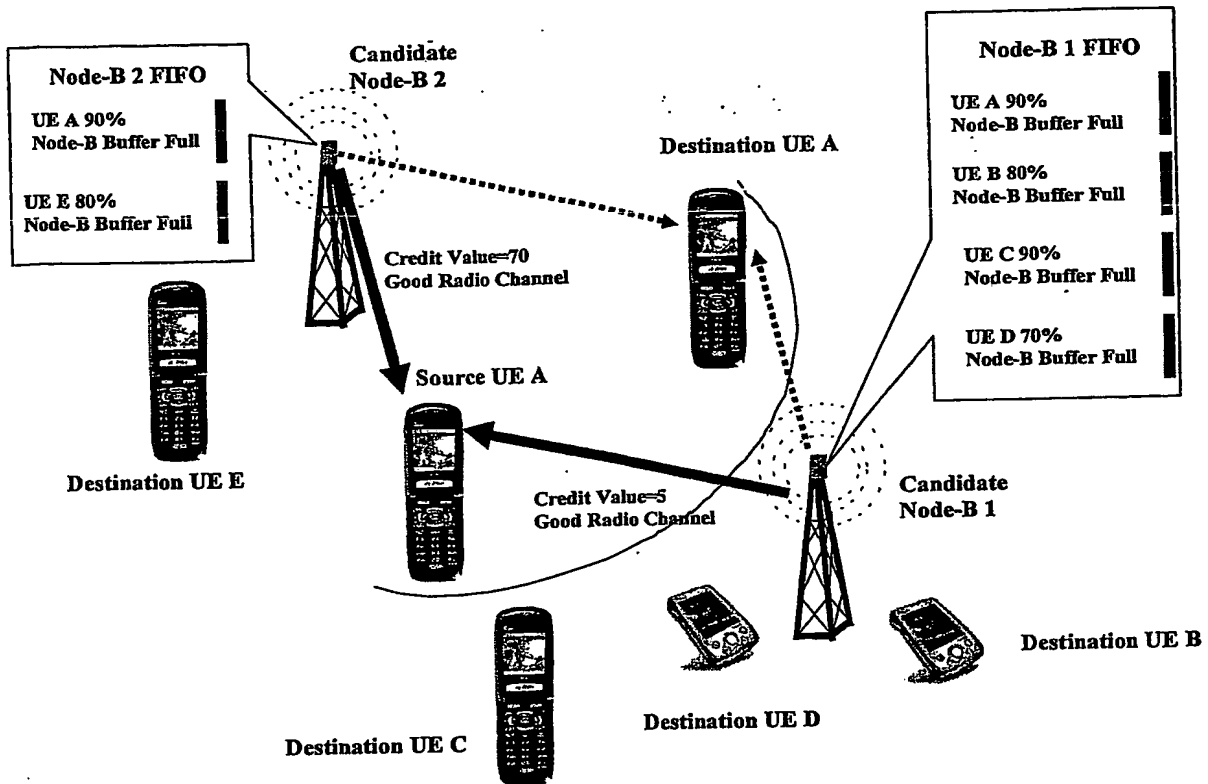 Node-B 2 FIFO
UE A 90%
Node-B Buffer Full
UE E 80%
Node-B Buffer Full
Candidate
Node-B 2
Destination UE A
Node-B 1 FIFO
UE A 90%
Node-B Buffer Full
UE B 80%
Node-B Buffer Full
UE C 90%
Node-B Buffer Full
UE D 70%
Node-B Buffer Full
Credit Value=70
Good Radio Channel
Source UE A
Destination UE E
Credit Value=5
Good Radio Channel
Candidate
Node-B 1
Destination UE B
Destination UE D
Destination UE C